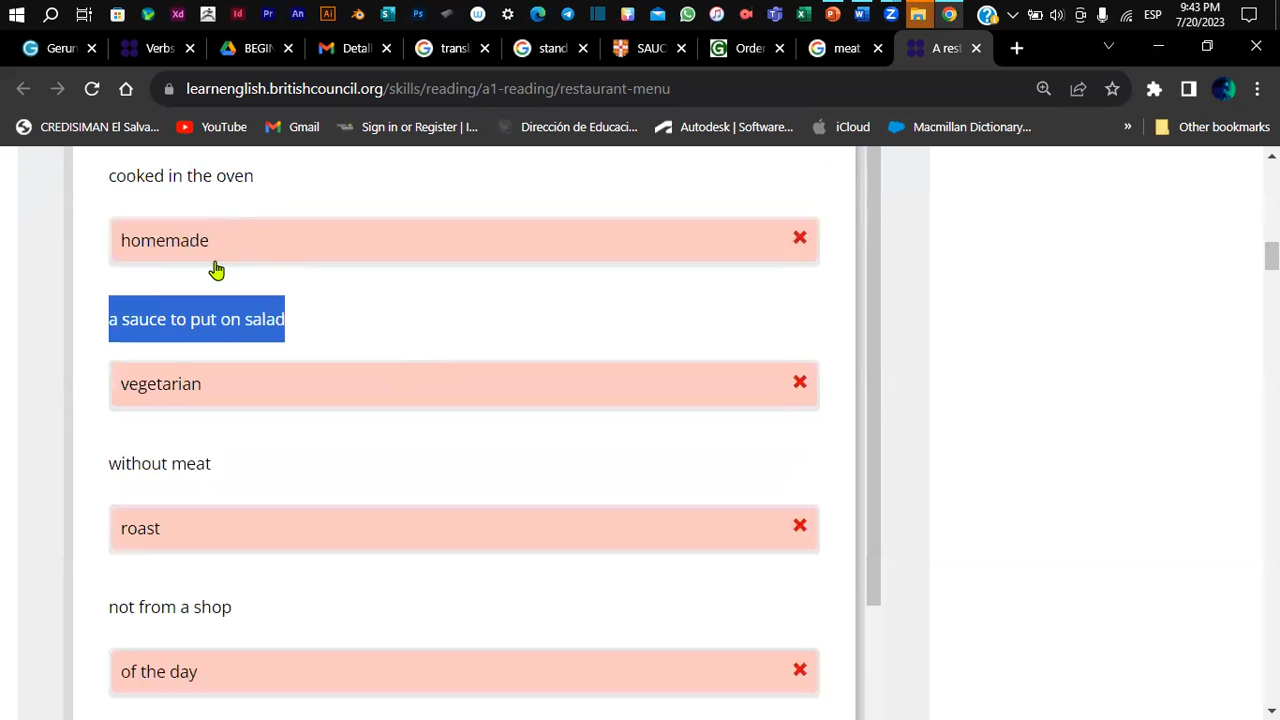 9:43 PM
ESP
7/20/2023
Gerun
Verbs
BEGIN
Detall
transl
stand
SAUC
Order
meat
A rest
learnenglish.britishcouncil.org/skills/reading/a1-reading/restaurant-menu
CREDISIMAN El Salva...
YouTube
Gmail
Sign in or Register | I...
Dirección de Educaci...
Autodesk | Software...
iCloud
Macmillan Dictionary...
»
Other bookmarks
cooked in the oven
homemade
a sauce to put on salad
vegetarian
without meat
roast
not from a shop
of the day